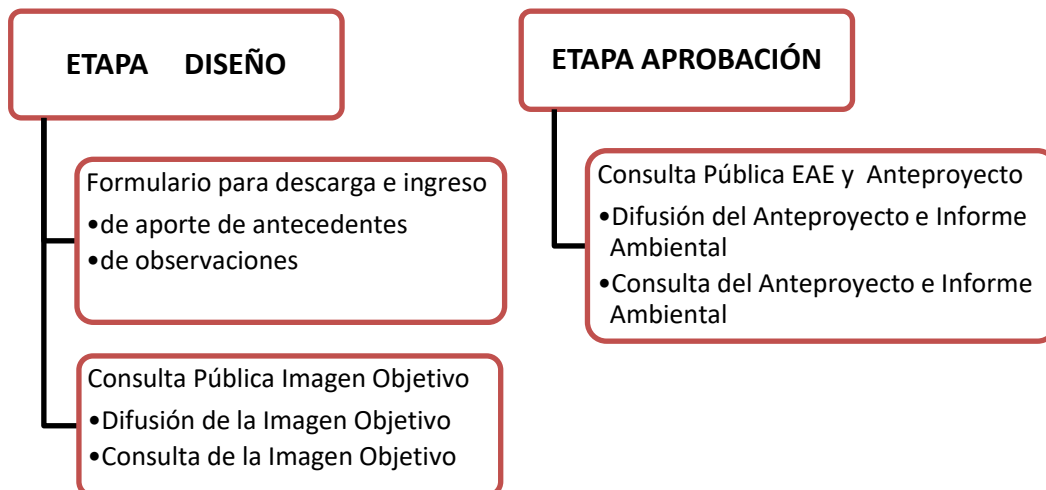 ETAPA DISEÑO
Formulario para descarga e ingreso
•de aporte de antecedentes
•de observaciones
Consulta Pública Imagen Objetivo
•Difusión de la Imagen Objetivo
•Consulta de la Imagen Objetivo
ETAPA APROBACIÓN
Consulta Pública EAE y Anteproyecto
•Difusión del Anteproyecto e Informe
Ambiental
•Consulta del Anteproyecto e Informe
Ambiental